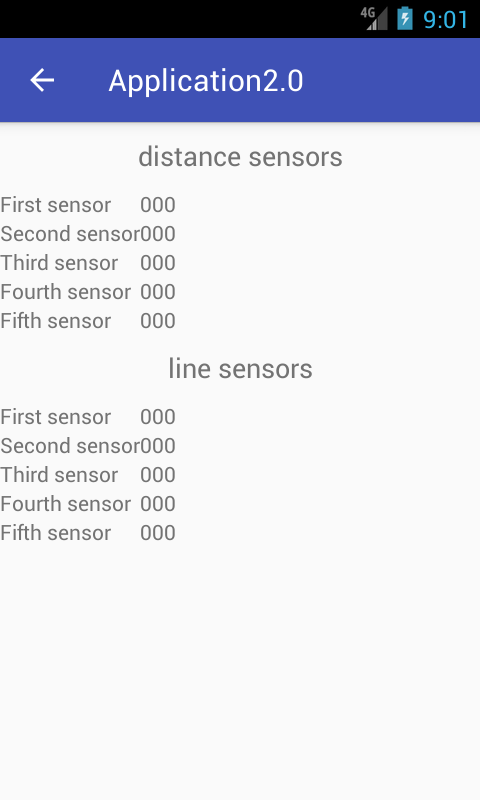 4G 9:01
Application2.0
distance sensors
First sensor 000
Second sensor000
Third sensor 000
Fourth sensor 000
Fifth sensor 000
line sensors
First sensor 000
Second sensor000
Third sensor 000
Fourth sensor 000
Fifth sensor 000